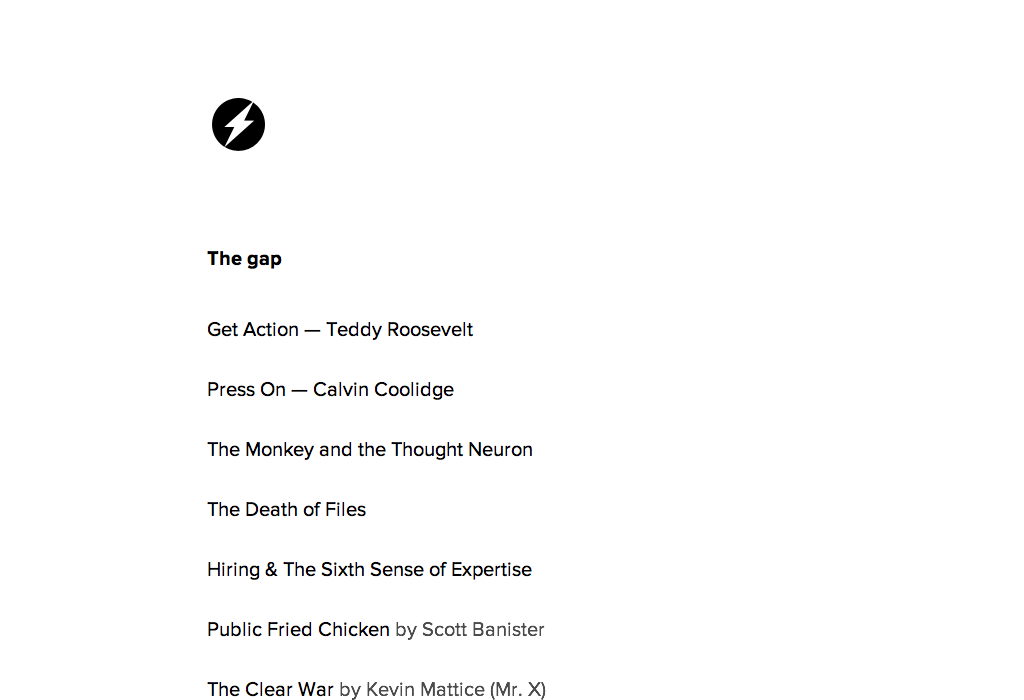 The gap
Get Action — Teddy Roosevelt
Press On — Calvin Coolidge
The Monkey and the Thought Neuron
The Death of Files
Hiring & The Sixth Sense of Expertise
Public Fried Chicken by Scott Banister
The Clear War by Kevin Mattice (Mr. X)